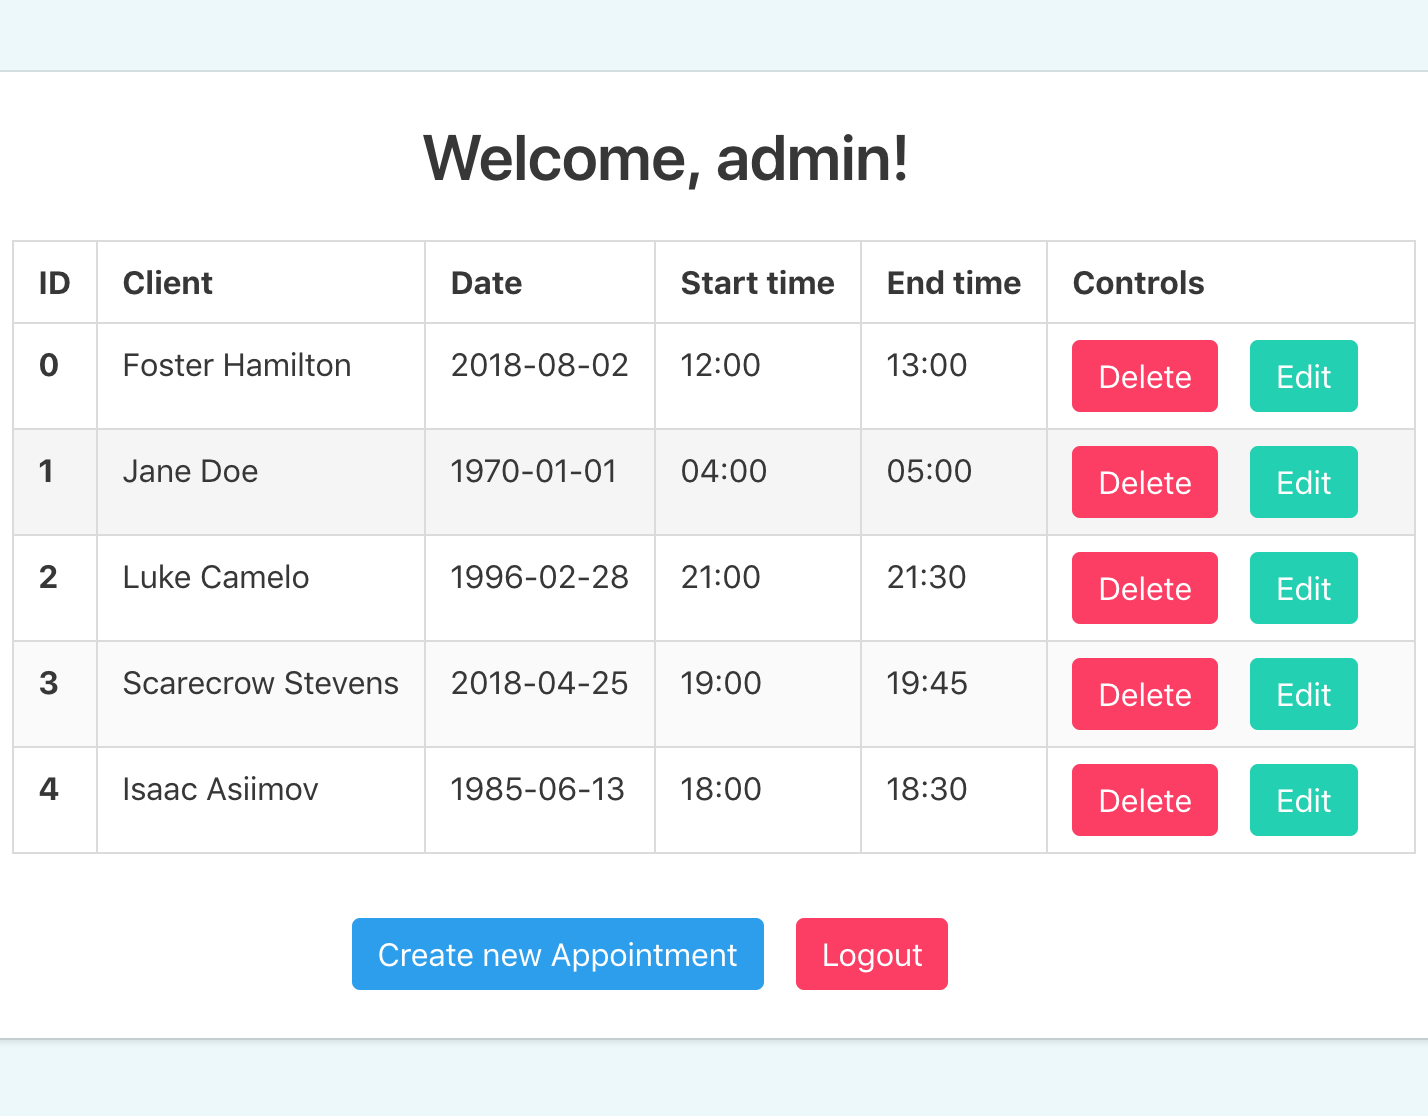 Welcome, admin!
ID Client Date Start time End time Controls
0 Foster Hamilton 2018-08-02 12:00 13:00 Delete Edit
1 Jane Doe 1970-01-01 04:00 05:00 Delete Edit
2 Luke Camelo 1996-02-28 21:00 21:30 Delete Edit
3 Scarecrow Stevens 2018-04-25 19:00 19:45 Delete Edit
4 Isaac Asiimov 1985-06-13 18:00 18:30 Delete Edit
Create new Appointment Logout